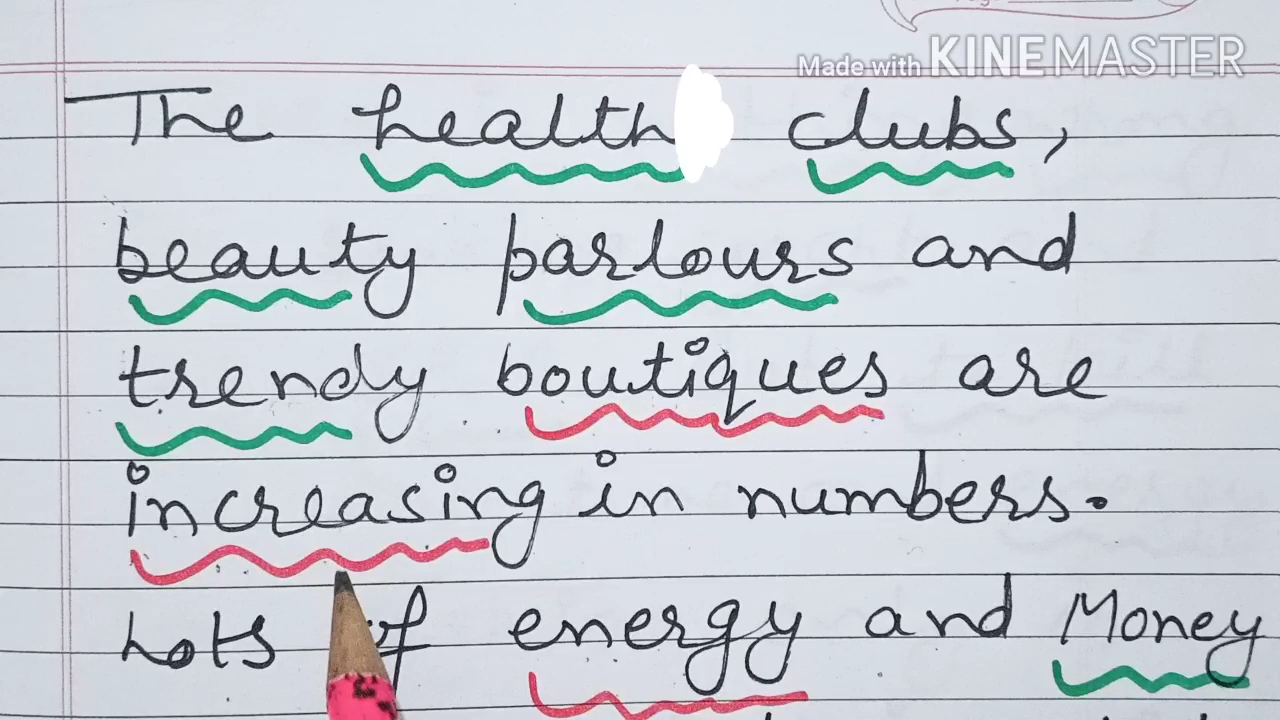 Made with KINEMASTER
The health clubs,
beauty parlours and
trendy boutiques are
increasing in numbers.
Lots of energy and Money